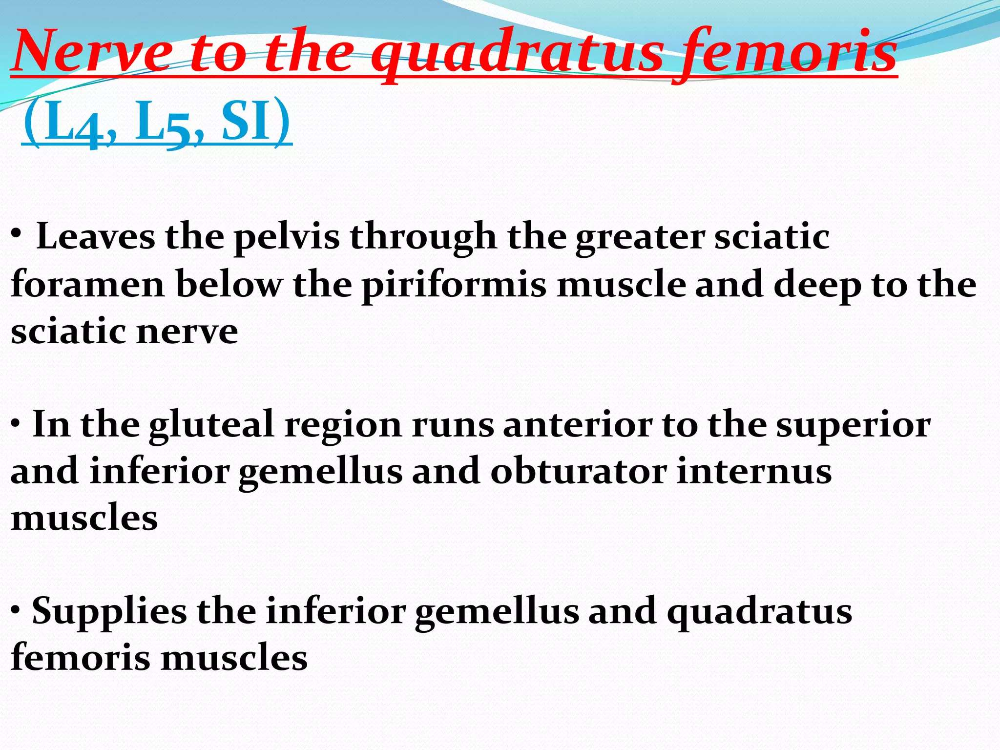 Nerve to the quadratus femoris
(L4, L5, SI)
• Leaves the pelvis through the greater sciatic
foramen below the piriformis muscle and deep to the
sciatic nerve
• In the gluteal region runs anterior to the superior
and inferior gemellus and obturator internus
muscles
• Supplies the inferior gemellus and quadratus
femoris muscles